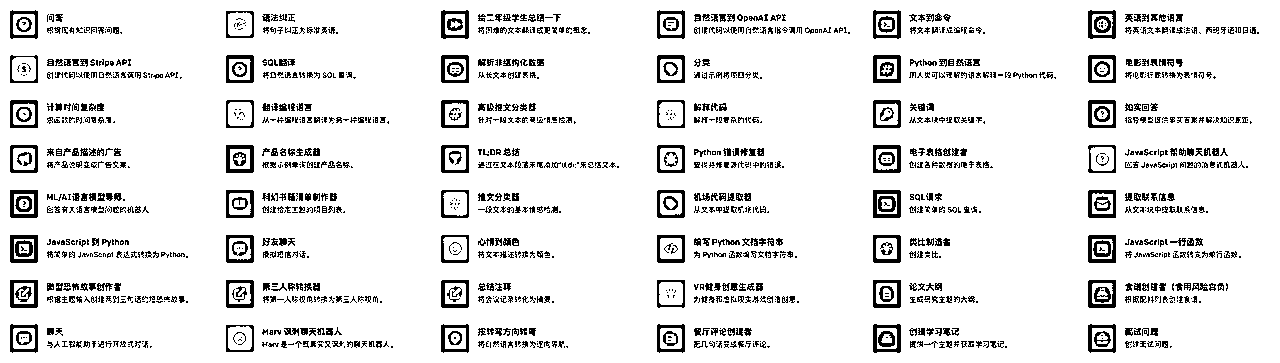 问答
根据现有知识回答问题。
语法纠正
将句子纠正为标准英语。
给二年级学生总结一下
将困难的文本翻译成更简单的概念。
自然语言到 OpenAI API
创建代码以使用自然语言指令调用 OpenAI API。
文本到命令
将文本翻译成编程命令。
英语到其他语言
将英语文本翻译成法语、西班牙语和日语。
自然语言到 Stripe API
创建代码以使用自然语言调用 Stripe API。
SQL翻译
将自然语言转换为 SQL 查询。
解析非结构化数据
从长文本创建表格。
分类
通过示例将项目分类。
Python 到自然语言
用人类可以理解的语言解释一段 Python 代码。
电影到表情符号
将电影标题转换为表情符号。
计算时间复杂度
求函数的时间复杂度。
翻译编程语言
从一种编程语言翻译为另一种编程语言。
高级推文分类器
针对一段文本的高级情感检测。
解释代码
解释一段复杂的代码。
关键词
从文本块中提取关键字。
如实回答
来自产品描述的广告
将产品说明变成广告文案。
产品名称生成器
根据示例单词创建产品名称。
TL;DR 总结
通过在文本段落末尾添加"tl;dr:"来总结文本。
Python 错误修复器
查找并修复源代码中的错误。
电子表格创建者
创建各种数据的电子表格。
JavaScript 帮助聊天机器人
回答 JavaScript 问题的消息式机器人。
ML/AI语言模型导师。
回答有关语言模型问题的机器人
科幻书籍清单制作器
创建给定主题的项目列表。
推文分类器
一段文本的基本情感检测。
机场代码提取器
从文本中提取机场代码。
SQL请求
创建简单的 SQL 查询。
提取联系信息
从文本块中提取联系信息。
JavaScript 到 Python
将简单的 JavaScript 表达式转换为 Python。
好友聊天
模拟短信对话。
心情到颜色
将文本描述转换为颜色。
编写 Python 文档字符串
为 Python 函数编写文档字符串。
类比制造者
创建类比。
JavaScript 一行函数
将 JavaScript 函数转变为单行函数。
微型恐怖故事创作者
根据主题输入创建两到三句话的短恐怖故事。
第三人称转换器
将第一人称视角转换为第三人称视角。
总结注释
将会议记录转化为摘要。
VR健身创意生成器
为健身和虚拟现实游戏创造创意。
论文大纲
生成研究主题的大纲。
食谱创建者（食用风险自负）
根据配料列表创建食谱。
聊天
与人工智能助手进行开放式对话。
Marv 讽刺聊天机器人
Marv 是一个既真实又讽刺的聊天机器人。
按转弯方向转弯
将自然语言转换为逐向导航。
餐厅评论创建者
把几句话变成餐厅评论。
创建学习笔记
提供一个主题并获取学习笔记。
面试问题
创建面试问题。